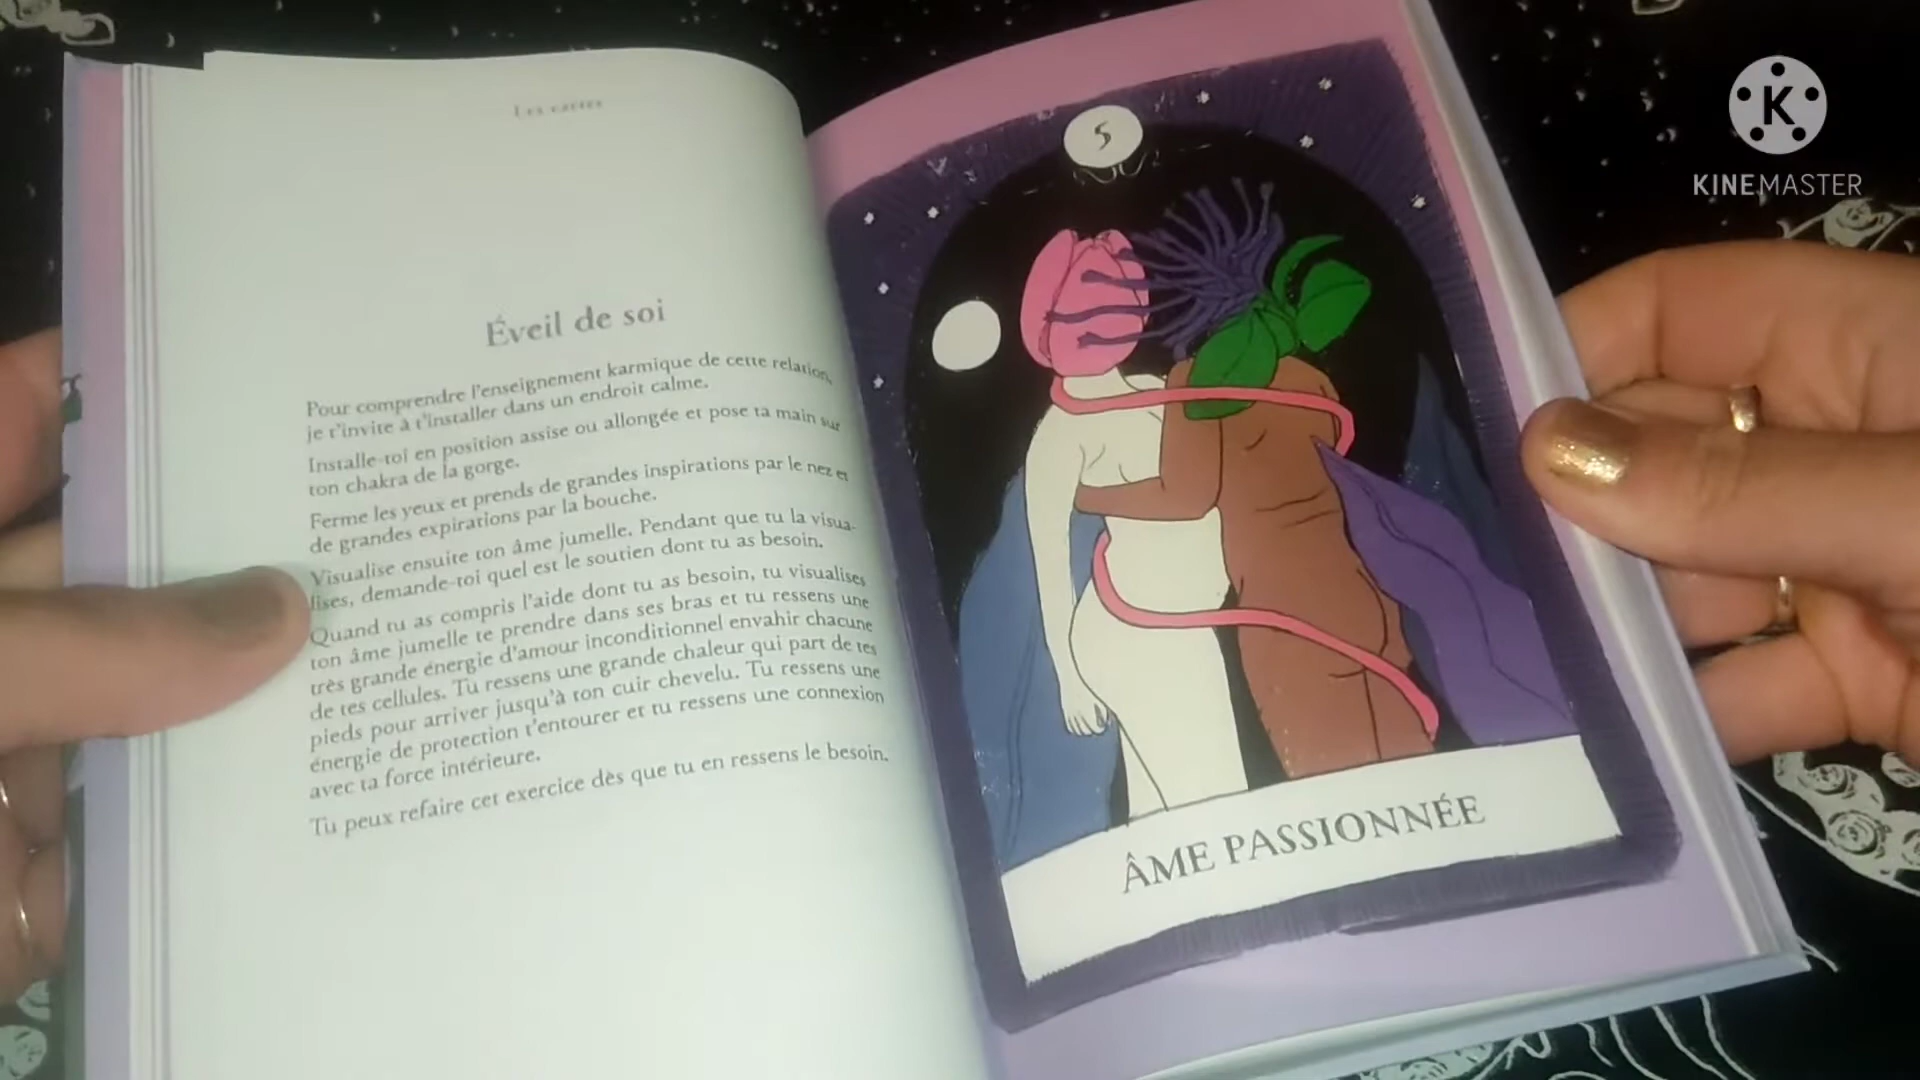 Les cartes
Éveil de soi
Pour comprendre l'enseignement karmique de cette relation,
je t'invite à t'installer dans un endroit calme.
Installe-toi en position assise ou allongée et pose ta main sur
ton chakra de la gorge.
Ferme les yeux et prends de grandes inspirations par le nez et
de grandes expirations par la bouche.
Visualise ensuite ton âme jumelle. Pendant que tu la visua-
lises, demande-toi quel est le soutien dont tu as besoin.
Quand tu as compris l'aide dont tu as besoin, tu visualises
ton âme jumelle te prendre dans ses bras et tu ressens une
très grande énergie d'amour inconditionnel envahir chacune
de tes cellules. Tu ressens une grande chaleur qui part de tes
pieds pour arriver jusqu'à ton cuir chevelu. Tu ressens une
énergie de protection t'entourer et tu ressens une connexion
avec ta force intérieure.
Tu peux refaire cet exercice dès que tu en ressens le besoin.
5
ÂME PASSIONNÉE
K
KINEMASTER